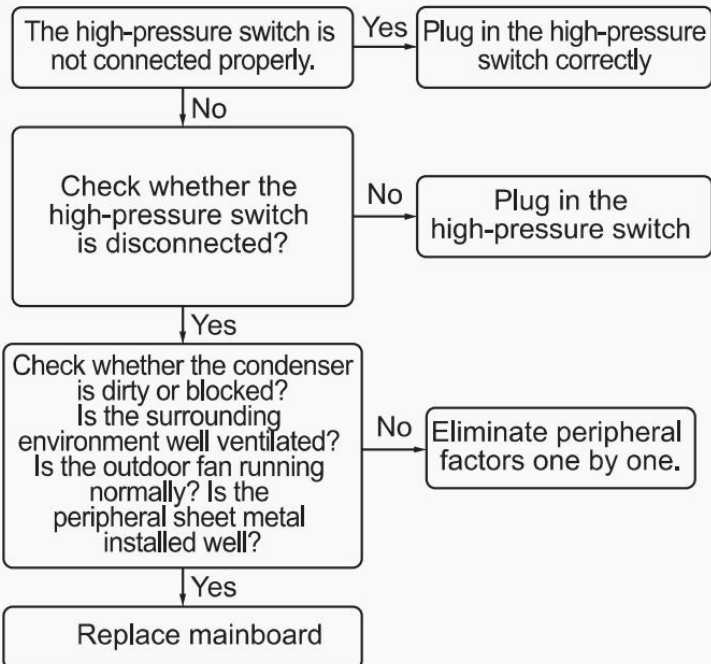 The high-pressure switch is
not connected properly.
Yes
Plug in the high-pressure
switch correctly
No
Check whether the
high-pressure switch
is disconnected?
No
Plug in the
high-pressure switch
Yes
Check whether the condenser
is dirty or blocked?
Is the surrounding
environment well ventilated?
Is the outdoor fan running
normally? Is the
peripheral sheet metal
installed well?
No
Eliminate peripheral
factors one by one.
Yes
Replace mainboard